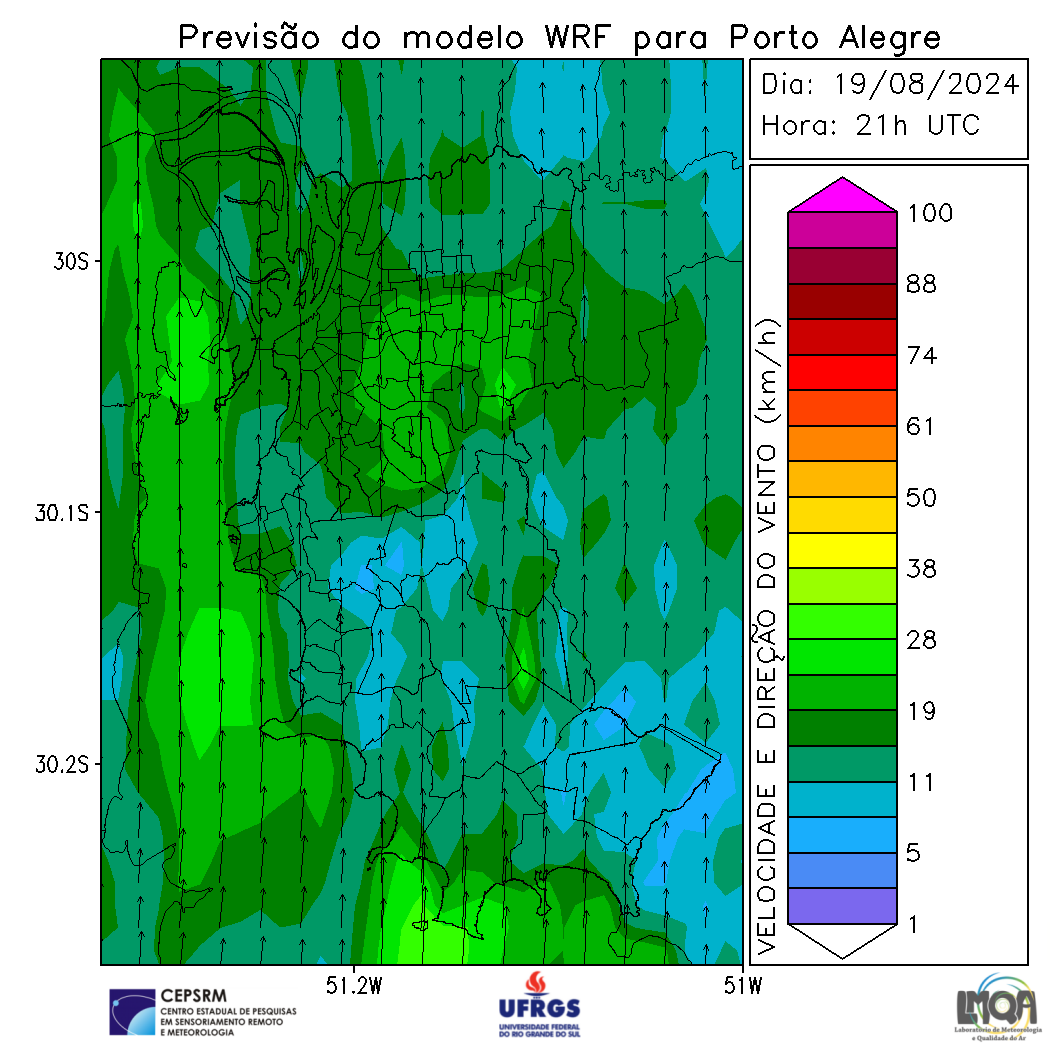 Previsão do modelo WRF para Porto Alegre
Dia: 19/08/2024
Hora: 21h UTC
30S
30.1S
30.2S
51.2W
51W
VELOCIDADE E DIREÇÃO DO VENTO (km/h)
100
88
74
61
50
38
28
19
11
5
1
CEPSRM
CENTRO ESTADUAL DE PESQUISAS
EM SENSORIAMENTO REMOTO
E METEOROLOGIA
UFRGS
UNIVERSIDADE FEDERAL
DO RIO GRANDE DO SUL
LMQA
Laboratório de Meteorologia
e Qualidade do Ar